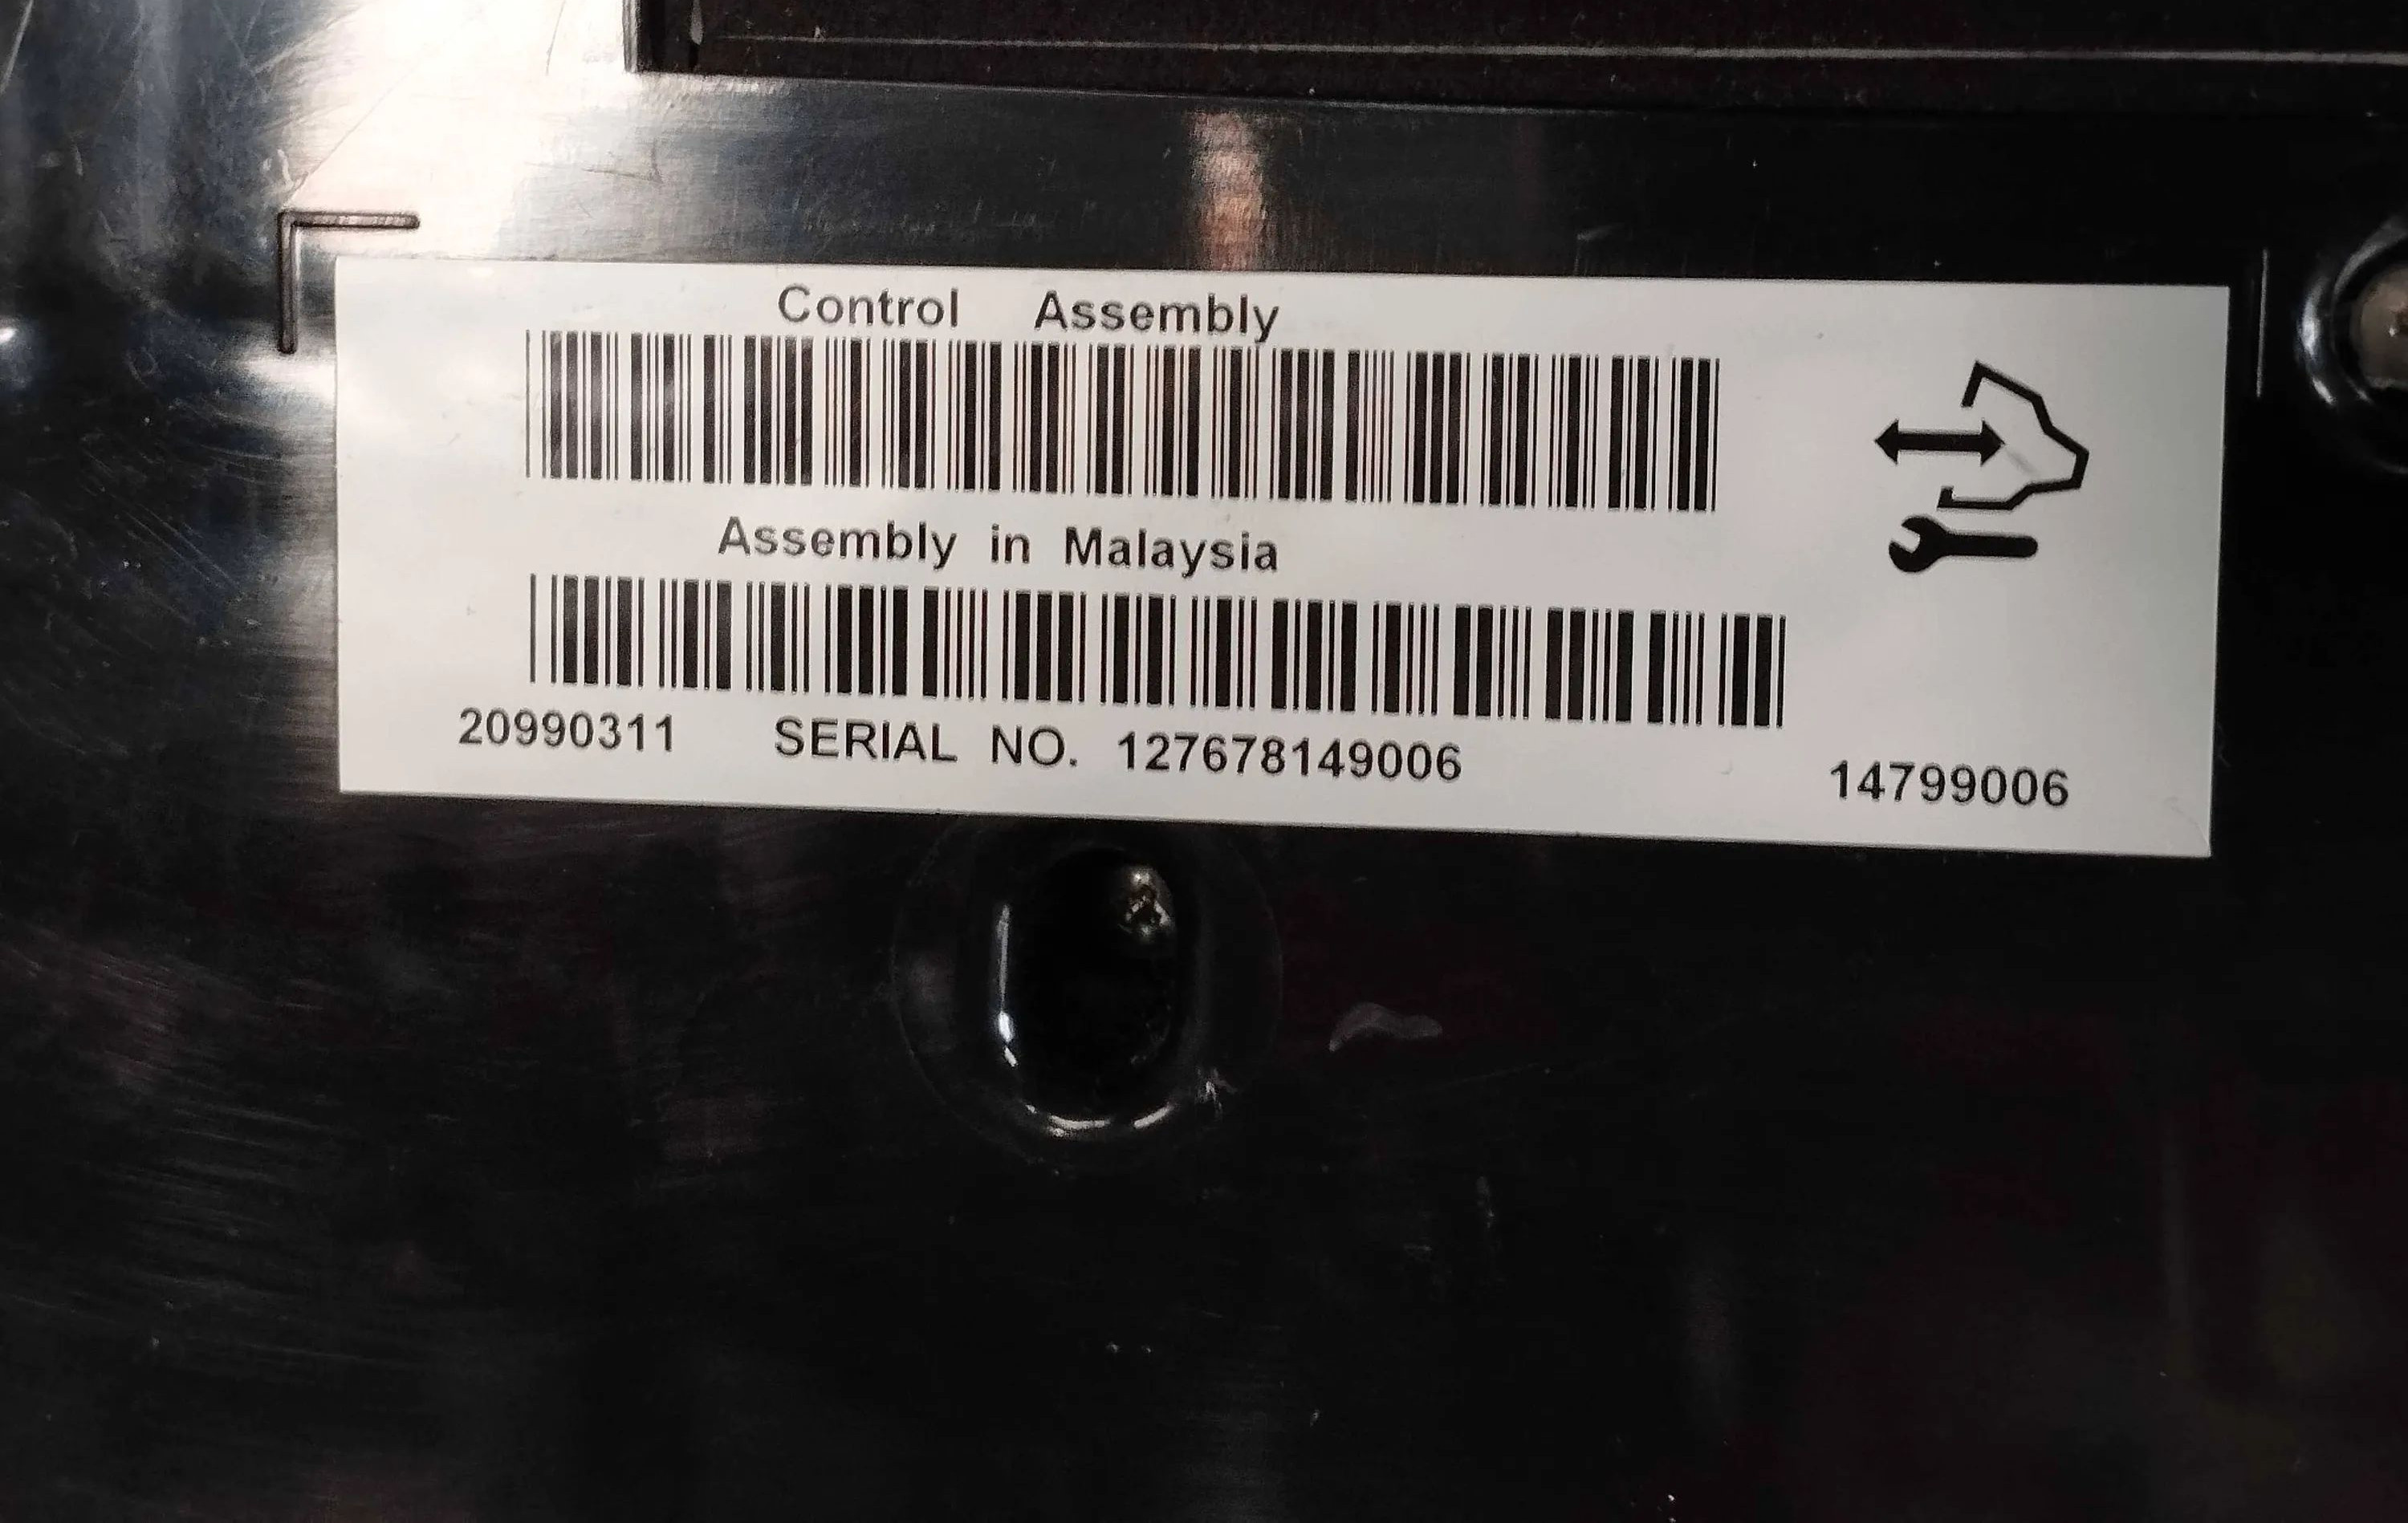 Control Assembly
Assembly in Malaysia
20990311 SERIAL NO. 127678149006 14799006